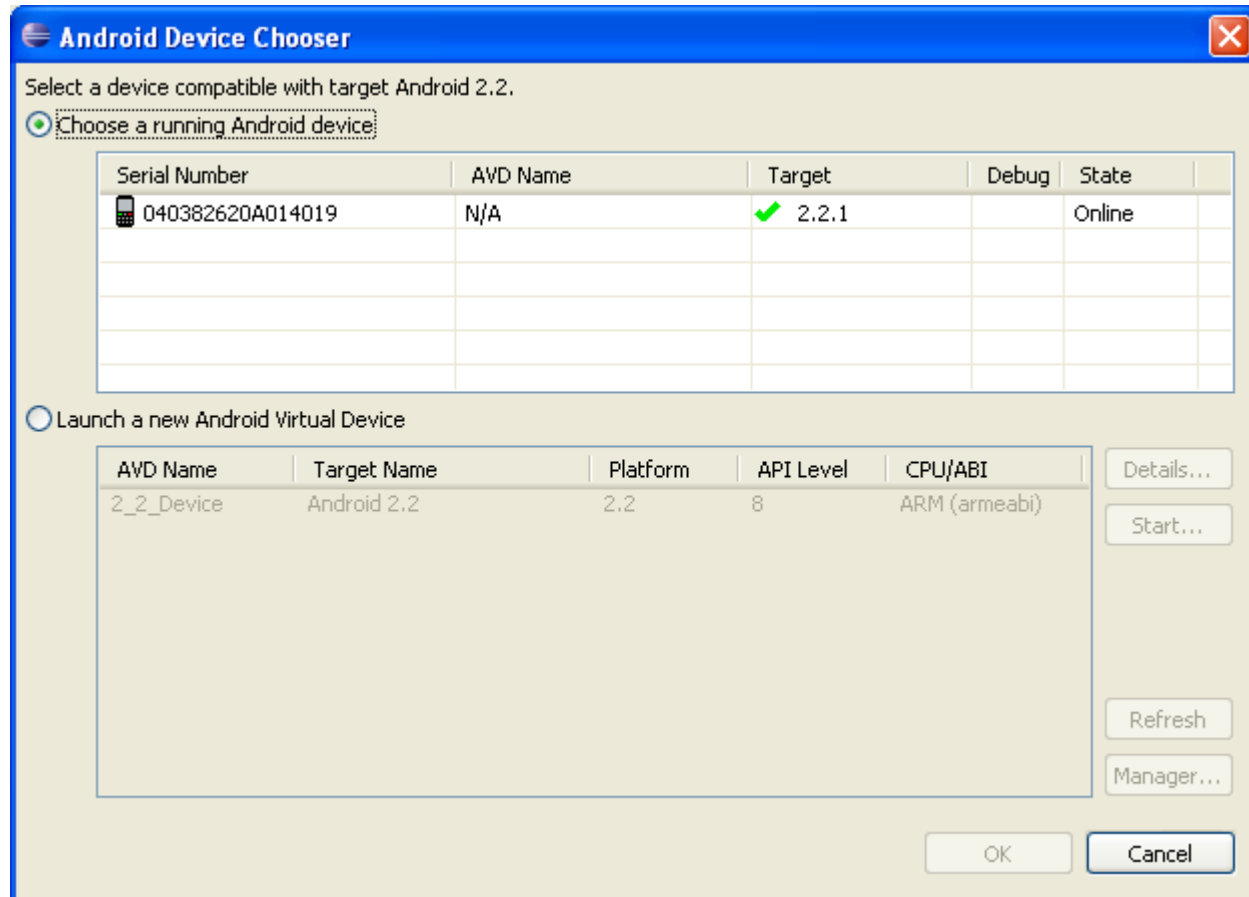 Android Device Chooser
Select a device compatible with target Android 2.2.
Choose a running Android device
Serial Number AVD Name Target Debug State
040382620A014019 N/A 2.2.1 Online
Launch a new Android Virtual Device
AVD Name Target Name Platform API Level CPU/ABI Details...
2_2_Device Android 2.2 2.2 8 ARM (armeabi)
Start...
Refresh
Manager...
OK Cancel